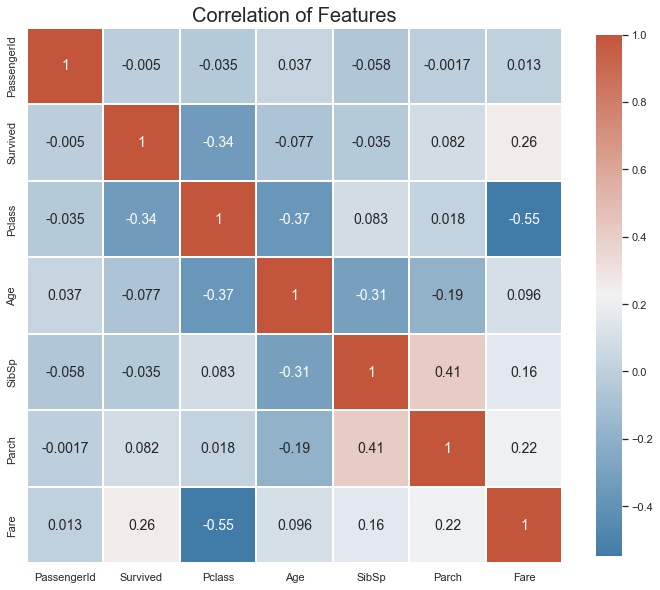 Correlation of Features
PassengerId 1 -0.005 -0.035 0.037 -0.058 -0.0017 0.013
Survived -0.005 1 -0.34 -0.077 -0.035 0.082 0.26
Pclass -0.035 -0.34 1 -0.37 0.083 0.018 -0.55
Age 0.037 -0.077 -0.37 1 -0.31 -0.19 0.096
SibSp -0.058 -0.035 0.083 -0.31 1 0.41 0.16
Parch -0.0017 0.082 0.018 -0.19 0.41 1 0.22
Fare 0.013 0.26 -0.55 0.096 0.16 0.22 1
PassengerId Survived Pclass Age SibSp Parch Fare
1.0
0.8
0.6
0.4
0.2
0.0
-0.2
-0.4